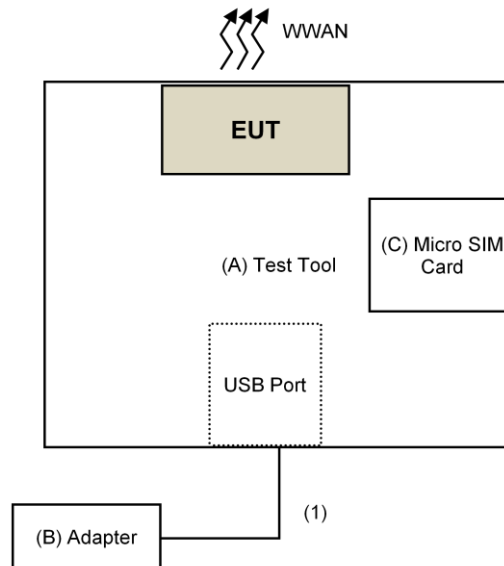 WWAN
EUT
(C) Micro SIM
Card
(A) Test Tool
USB Port
(1)
(B) Adapter